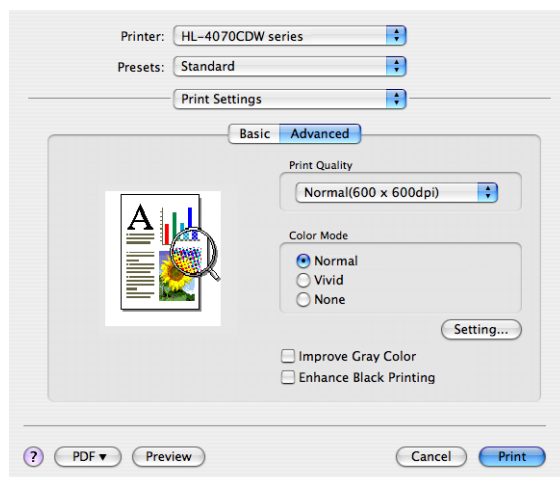 Printer: HL-4070CDW series
Presets: Standard
Print Settings
Basic Advanced
Print Quality
Normal(600 x 600dpi)
A
Color Mode
Normal
Vivid
None
Setting...
Improve Gray Color
Enhance Black Printing
? PDF ▼ Preview Cancel Print